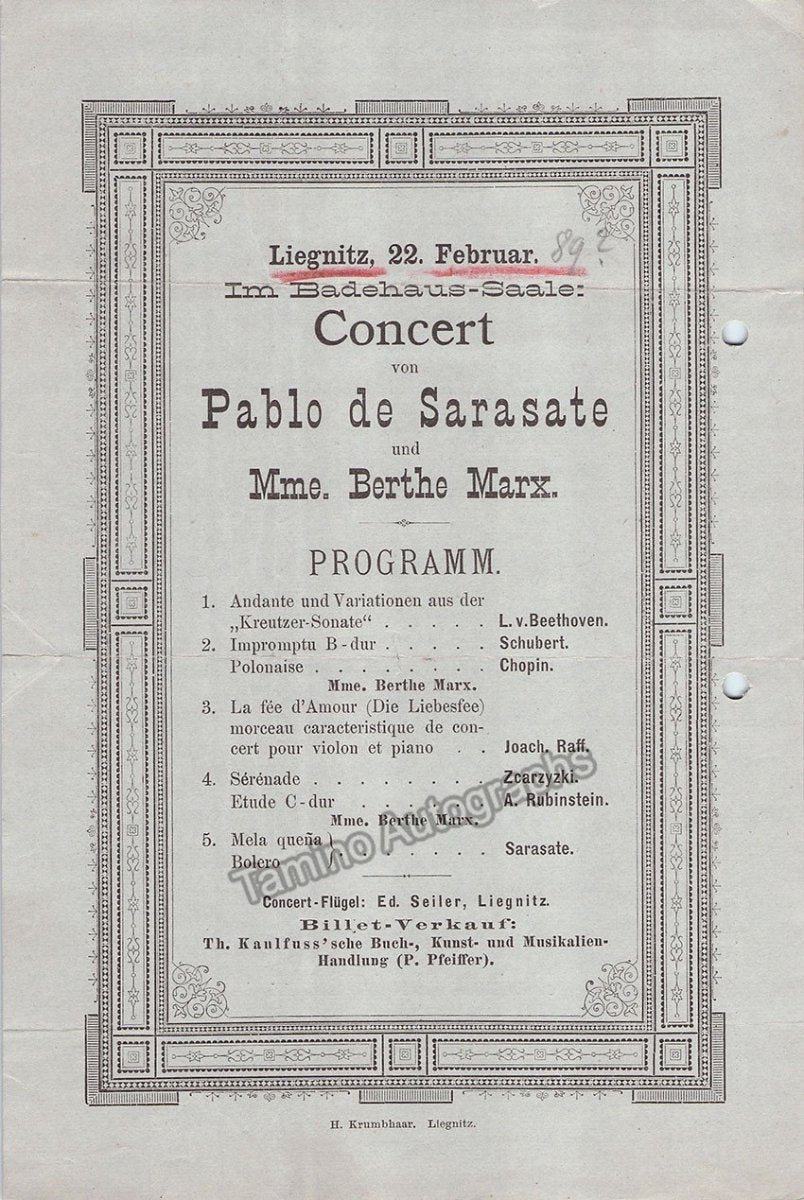 Liegnitz, 22. Februar. 89?
Im Badehaus-Saale:
Concert
von
Pablo de Sarasate
und
Mme. Berthe Marx.
PROGRAMM.
1. Andante und Variationen aus der
„Kreutzer-Sonate“ . . . . . L. v. Beethoven.
2. Impromptu B-dur . . . . . Schubert.
Polonaise . . . . . . . . Chopin.
Mme. Berthe Marx.
3. La fée d'Amour (Die Liebesfee)
morceau caracteristique de con-
cert pour violon et piano . . Joach. Raff.
4. Sérénade . . . . . . . . Zcarzyzki.
Etude C-dur . . . . . . A. Rubinstein.
Mme. Berthe Marx.
5. Mela queña
Bolero . . . . . . Sarasate.
Tamino Autographs
Concert-Flügel: Ed. Seiler, Liegnitz.
Billet-Verkauf:
Th. Kaulfuss'sche Buch-, Kunst- und Musikalien-
Handlung (P. Pfeiffer).
H. Krumbhaar. Liegnitz.